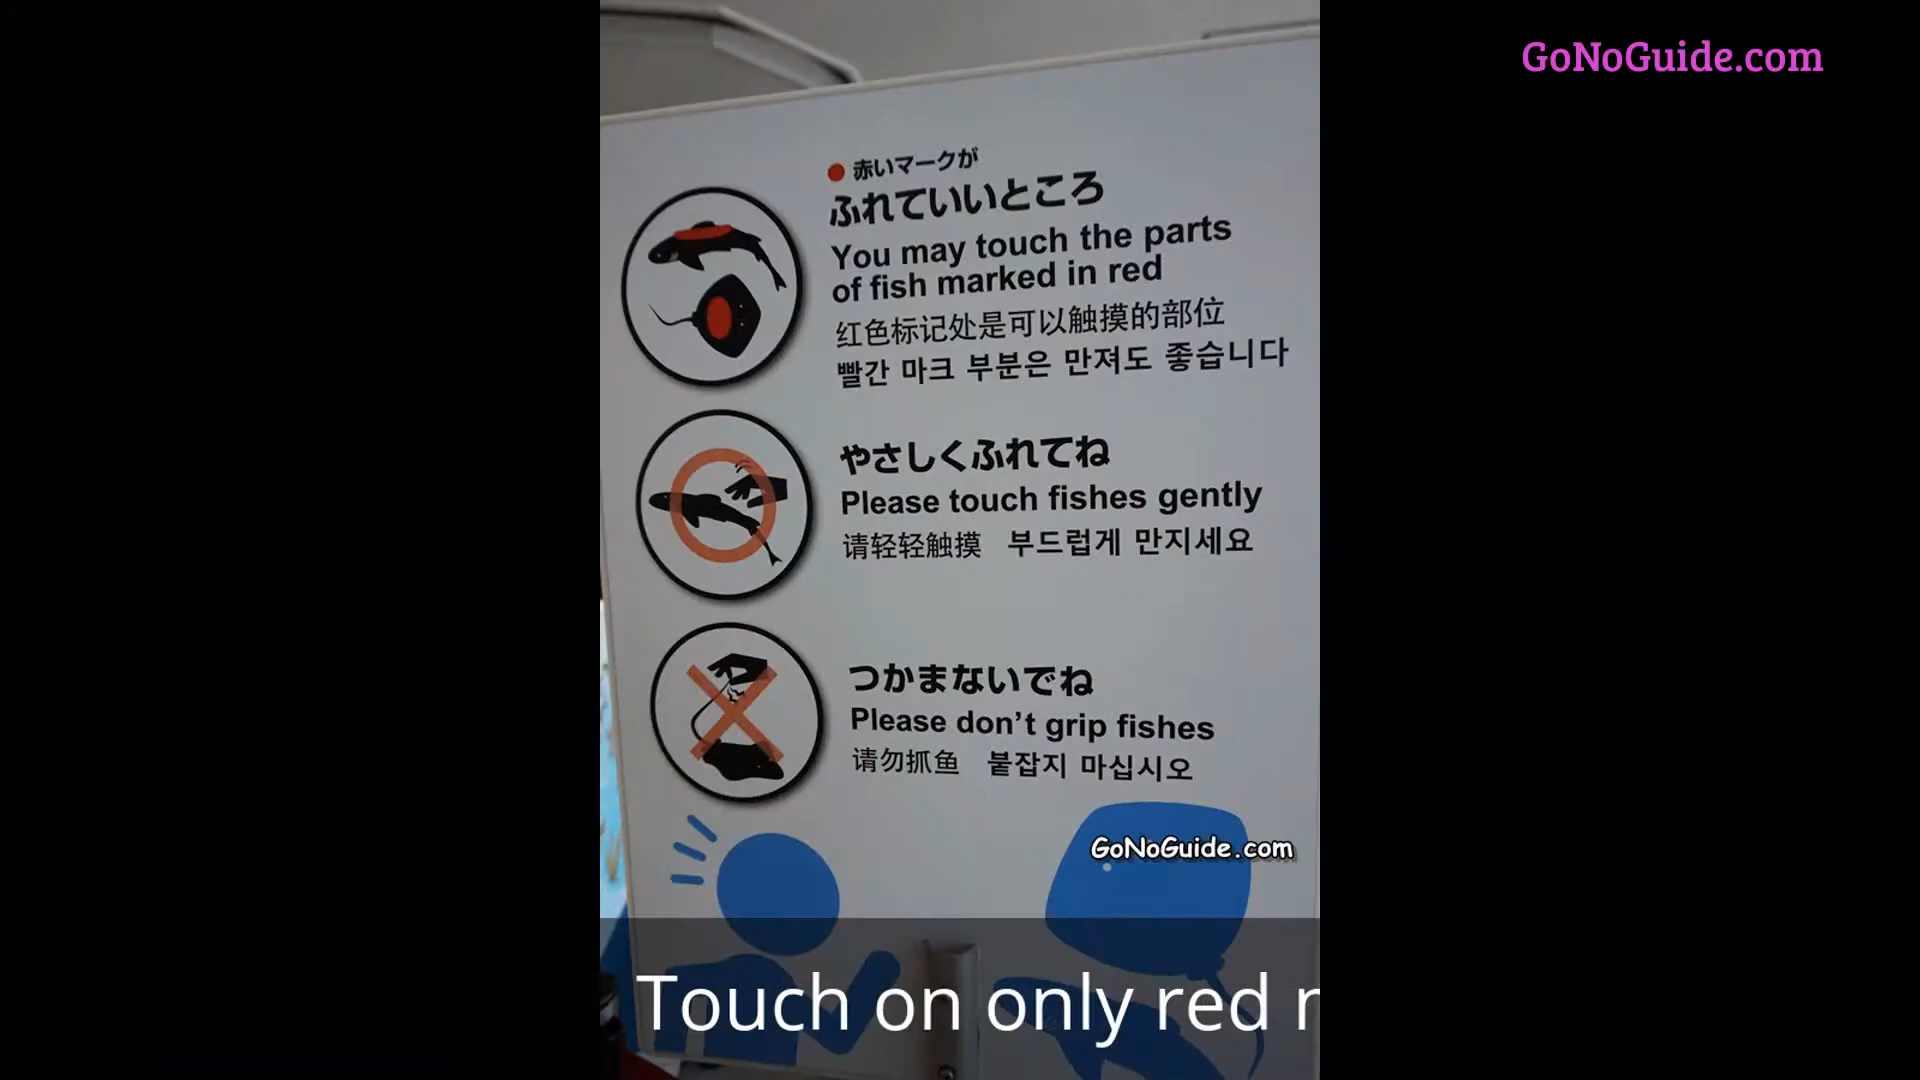 GoNoGuide.com
赤いマークが
ふれていいところ
You may touch the parts
of fish marked in red
红色标记处是可以触摸的部位
빨간 마크 부분은 만져도 좋습니다
やさしくふれてね
Please touch fishes gently
请轻轻触摸 부드럽게 만지세요
つかまないでね
Please don't grip fishes
请勿抓鱼 붙잡지 마십시오
GoNoGuide.com
Touch on only red